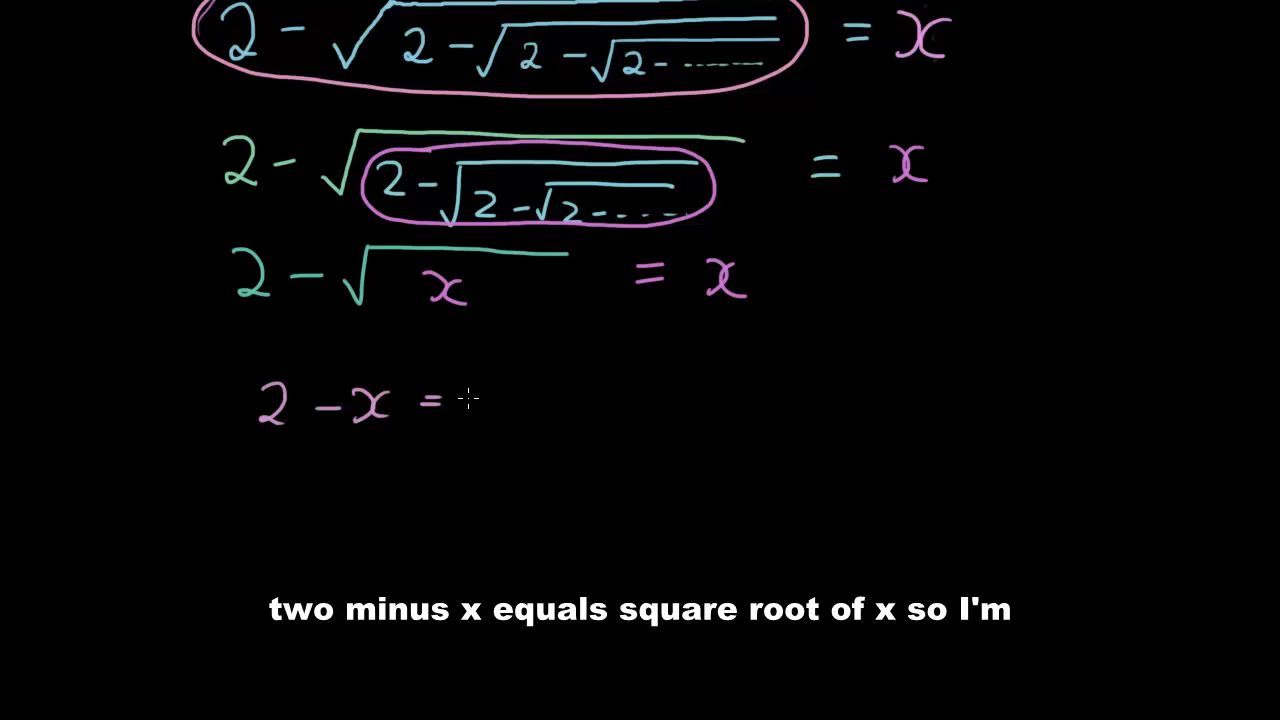 2 - √(2 - √(2 - √(2 - ........ = x
2 - √(2 - √(2 - √(2 - ..... = x
2 - √x = x
2 - x =
two minus x equals square root of x so I'm